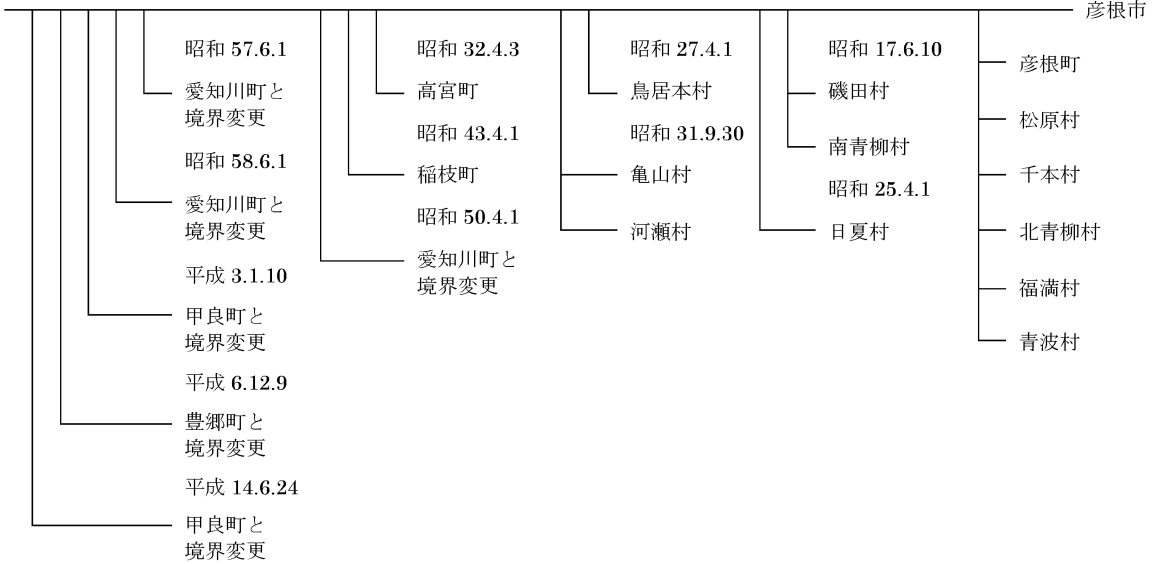 彦根市
昭和 57.6.1
愛知川町と
境界変更
昭和 58.6.1
愛知川町と
境界変更
平成 3.1.10
甲良町と
境界変更
平成 6.12.9
豊郷町と
境界変更
平成 14.6.24
甲良町と
境界変更
昭和 32.4.3
高宮町
昭和 43.4.1
稲枝町
昭和 50.4.1
愛知川町と
境界変更
昭和 27.4.1
鳥居本村
昭和 31.9.30
亀山村
河瀬村
昭和 17.6.10
磯田村
南青柳村
昭和 25.4.1
日夏村
彦根町
松原村
千本村
北青柳村
福満村
青波村